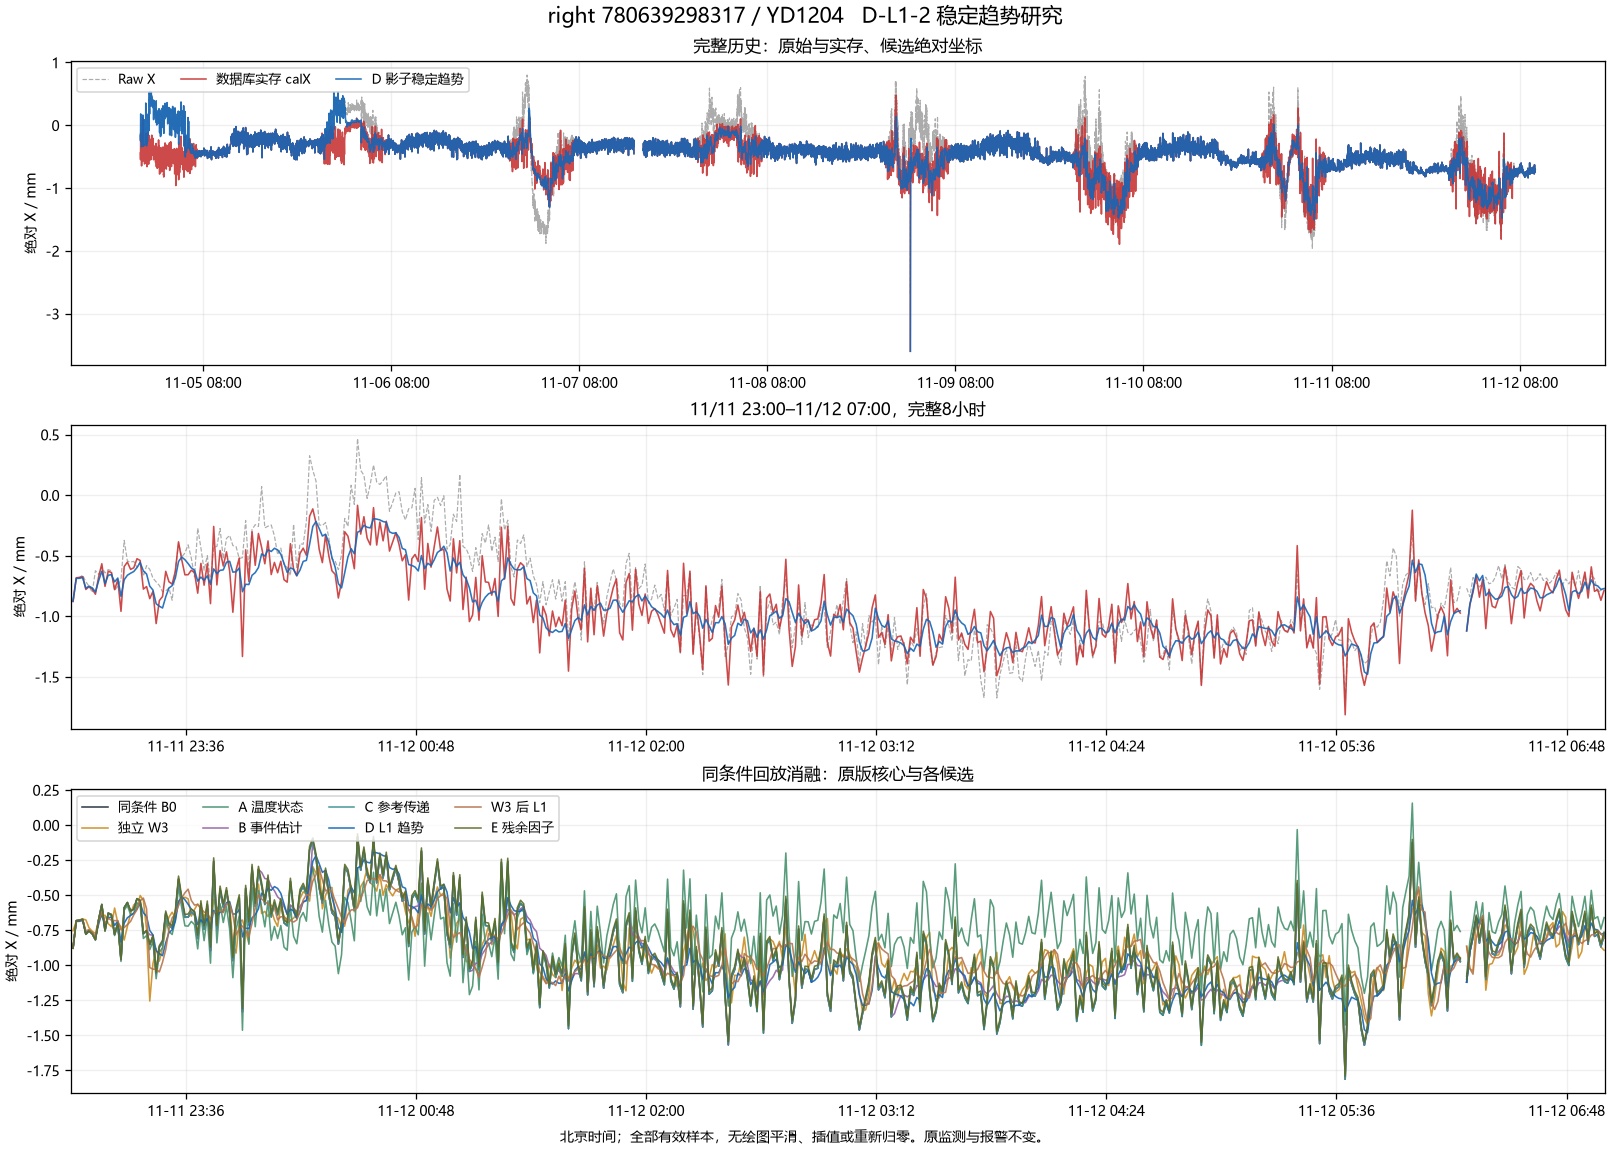 right 780639298317 / YD1204   D-L1-2 稳定趋势研究
完整历史：原始与实存、候选绝对坐标
Raw X
数据库实存 calX
D 影子稳定趋势
绝对 X / mm
1
0
-1
-2
-3
11-05 08:00
11-06 08:00
11-07 08:00
11-08 08:00
11-09 08:00
11-10 08:00
11-11 08:00
11-12 08:00
11/11 23:00–11/12 07:00，完整8小时
绝对 X / mm
0.5
0.0
-0.5
-1.0
-1.5
11-11 23:36
11-12 00:48
11-12 02:00
11-12 03:12
11-12 04:24
11-12 05:36
11-12 06:48
同条件回放消融：原版核心与各候选
同条件 B0
A 温度状态
C 参考传递
W3 后 L1
独立 W3
B 事件估计
D L1 趋势
E 残余因子
绝对 X / mm
0.25
0.00
-0.25
-0.50
-0.75
-1.00
-1.25
-1.50
-1.75
11-11 23:36
11-12 00:48
11-12 02:00
11-12 03:12
11-12 04:24
11-12 05:36
11-12 06:48
北京时间；全部有效样本，无绘图平滑、插值或重新归零。原监测与报警不变。